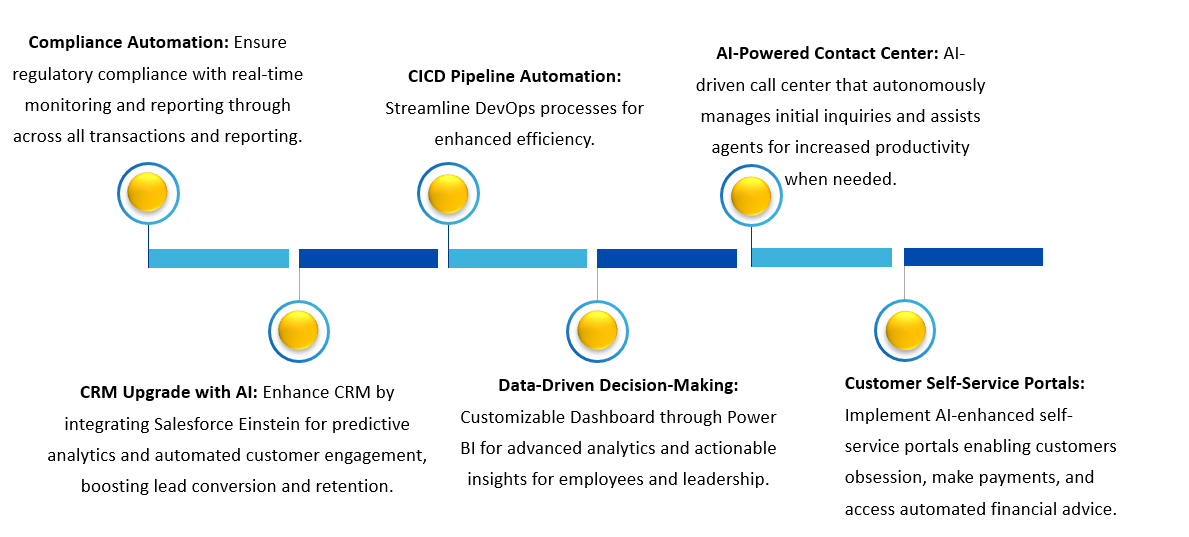 Compliance Automation: Ensure
regulatory compliance with real-time
monitoring and reporting through
across all transactions and reporting.
CICD Pipeline Automation:
Streamline DevOps processes for
enhanced efficiency.
AI-Powered Contact Center: AI-
driven call center that autonomously
manages initial inquiries and assists
agents for increased productivity
when needed.
CRM Upgrade with AI: Enhance CRM by
integrating Salesforce Einstein for predictive
analytics and automated customer engagement,
boosting lead conversion and retention.
Data-Driven Decision-Making:
Customizable Dashboard through Power
BI for advanced analytics and actionable
insights for employees and leadership.
Customer Self-Service Portals:
Implement AI-enhanced self-
service portals enabling customers
obsession, make payments, and
access automated financial advice.